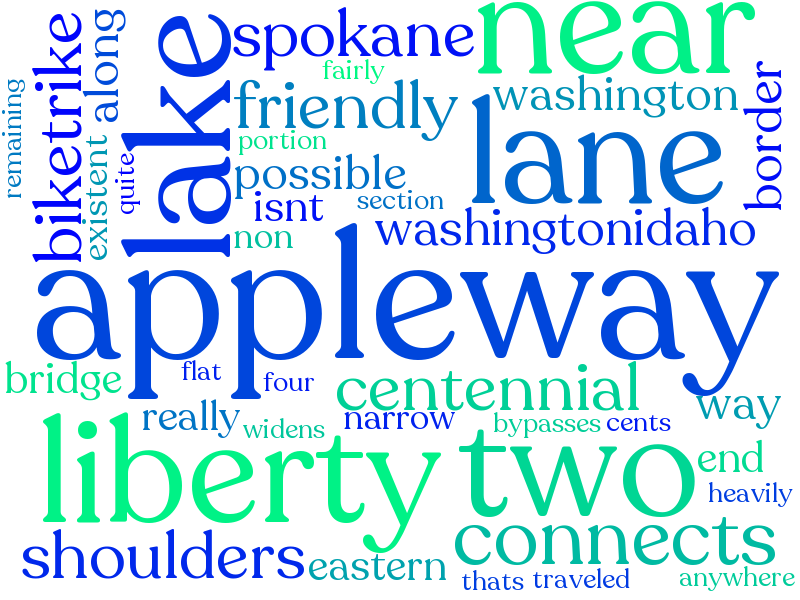 remaining
biketrike
along
existent
quite
lake
spokane
near
fairly
friendly
washington
border
portion
possible
lane
section
isnt
non
washingtonidaho
appleway
bridge
flat
four
centennial
way
really
widens
narrow
bypasses
cents
liberty
two
end
heavily
shoulders
eastern
connects
thats
traveled
anywhere